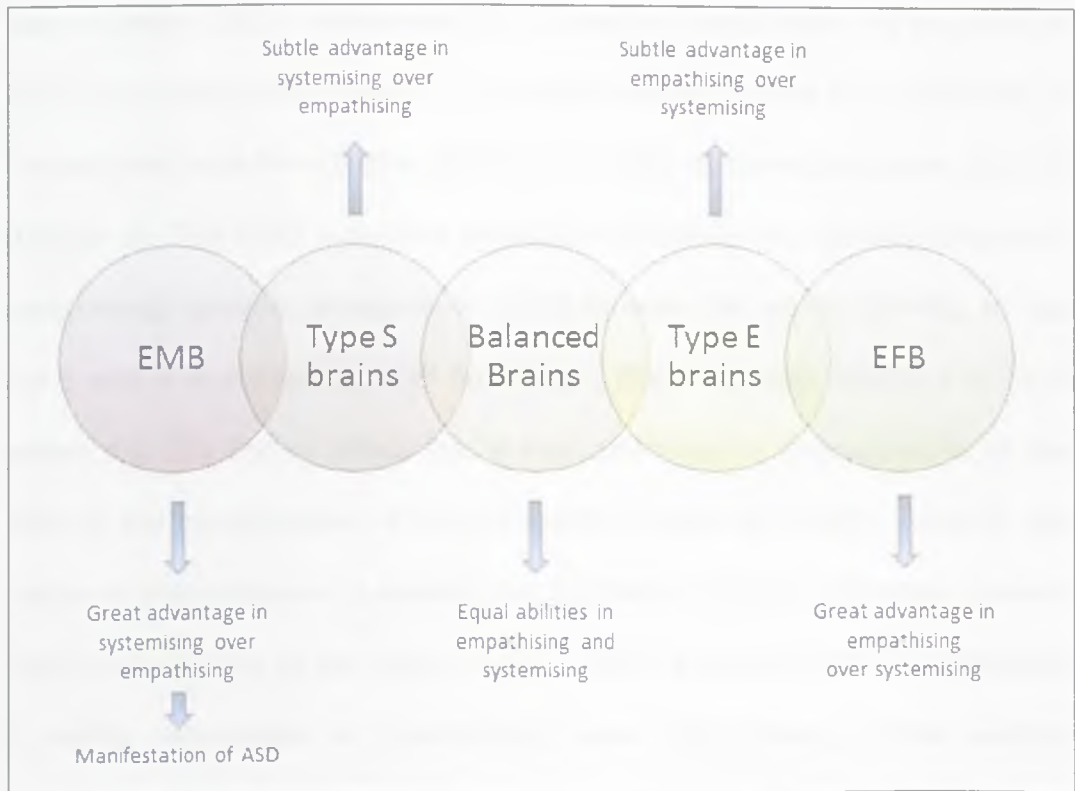 Subtle advantage in
systemising over
empathising
Subtle advantage in
empathising over
systemising
EMB
Type S
brains
Balanced
Brains
Type E
brains
EFB
Great advantage in
systemising over
empathising
Equal abilities in
empathising and
systemising
Great advantage in
empathising
over systemising
Manifestation of ASD